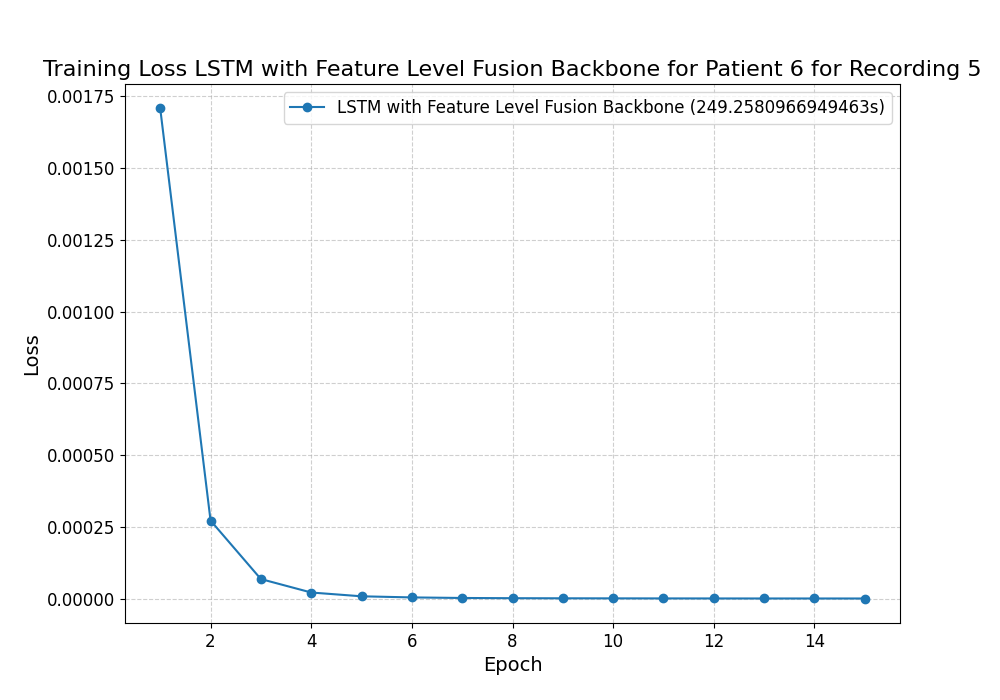 Training Loss LSTM with Feature Level Fusion Backbone for Patient 6 for Recording 5
LSTM with Feature Level Fusion Backbone (249.2580966949463s)
0.00175
0.00150
0.00125
0.00100
0.00075
0.00050
0.00025
0.00000
Loss
2 4 6 8 10 12 14
Epoch